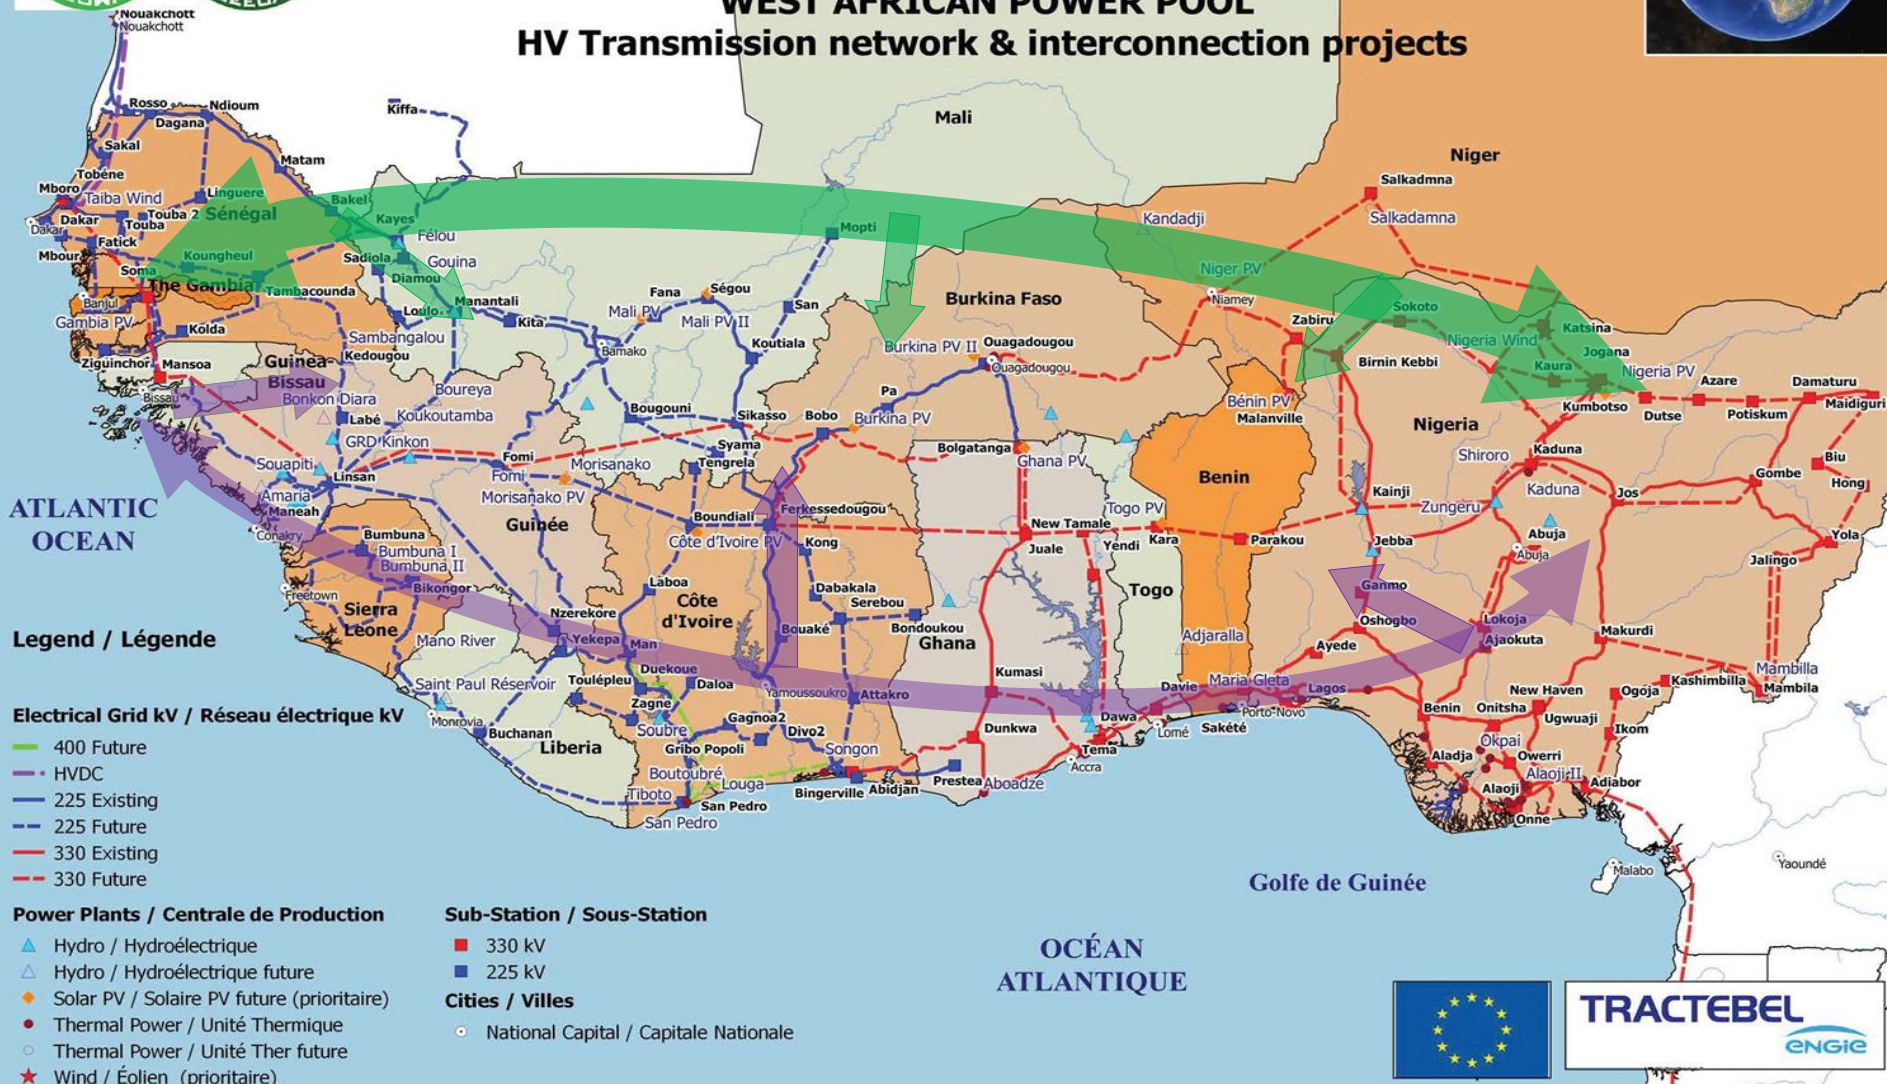 WEST AFRICAN POWER POOL
HV Transmission network & interconnection projects
Nouakchott
Nouakchott
Kiffa
Mali
Niger
Rosso
Ndioum
Dagana
Sakal
Matam
Tobéne
Mboro
Taiba Wind
Linguere
Bakel
Dakar
Dakar
Touba 2
Touba
Sénégal
Kayes
Félou
Fatick
Mbour
Koungheul
Sadiola
Gouina
Soma
The Gambia
Tambacounda
Diamou
Banjul
Gambia PV
Kolda
Loulo
Manantali
Kita
Sambangalou
Ziguinchor
Mansoa
Guinea-
Bissau
Kedougou
Bissau
Bonkon Diara
Boureya
Labé
Koukoutamba
GRD Kinkon
Souapiti
Linsan
Fomi
Fomi
Amaria
Maneah
Conakry
Morisanako
Morisanako PV
Guinée
Mopti
San
Fana
Ségou
Mali PV
Mali PV II
Bamako
Koutiala
Bougouni
Sikasso
Syama
Tengrela
Bobo
Pa
Burkina PV
Burkina PV II
Burkina Faso
Ouagadougou
Ouagadougou
Bolgatanga
Ghana PV
Kandadji
Salkadmna
Salkadamna
Niger PV
Niamey
Zabiru
Sokoto
Birnin Kebbi
Nigeria Wind
Katsina
Jogana
Kaura
Nigeria PV
Kumbotso
Dutse
Azare
Potiskum
Damaturu
Maidiguri
Bénin PV
Malanville
Nigeria
Benin
Shiroro
Kaduna
Kaduna
Zungeru
Gombe
Biu
Hong
Kainji
Jos
Abuja
Abuja
Yola
Jalingo
Jebba
Parakou
Togo PV
Kara
Yendi
New Tamale
Juale
Togo
Ferkessedougou
Boundiali
Côte d'Ivoire PV
Kong
Dabakala
Serebou
Bondoukou
Ghana
Côte
d'Ivoire
Laboa
Bouaké
Bumbuna
Bumbuna I
Bumbuna II
Bikongor
Freetown
Sierra
Leone
Mano River
Nzerekore
Yekepa
Man
Duekoue
Toulépleu
Daloa
Zagne
Soubre
Gagnoa2
Gribo Popoli
Divo2
Yamoussoukro
Attakro
Songon
Boutoubré
Louga
Tiboto
San Pedro
San Pedro
Bingerville
Abidjan
Prestea
Aboadze
Saint Paul Réservoir
Monrovia
Buchanan
Liberia
Kumasi
Dunkwa
Dawa
Tema
Accra
Lomé
Davie
Sakété
Maria Gleta
Porto-Novo
Lagos
Adjaralla
Ganmo
Oshogbo
Ayede
Lokoja
Ajaokuta
Makurdi
Mambilla
Mambila
Kashimbilla
Ogoja
New Haven
Benin
Onitsha
Ugwuaji
Ikom
Okpai
Aladja
Owerri
Alaoji II
Alaoji
Adiabor
Onne
Malabo
Yaoundé
ATLANTIC
OCEAN
Golfe de Guinée
OCÉAN
ATLANTIQUE
Legend / Légende
Electrical Grid kV / Réseau électrique kV
400 Future
HVDC
225 Existing
225 Future
330 Existing
330 Future
Power Plants / Centrale de Production
Hydro / Hydroélectrique
Hydro / Hydroélectrique future
Solar PV / Solaire PV future (prioritaire)
Thermal Power / Unité Thermique
Thermal Power / Unité Ther future
Wind / Éolien (prioritaire)
Sub-Station / Sous-Station
330 kV
225 kV
Cities / Villes
National Capital / Capitale Nationale
TRACTEBEL
ENGIE